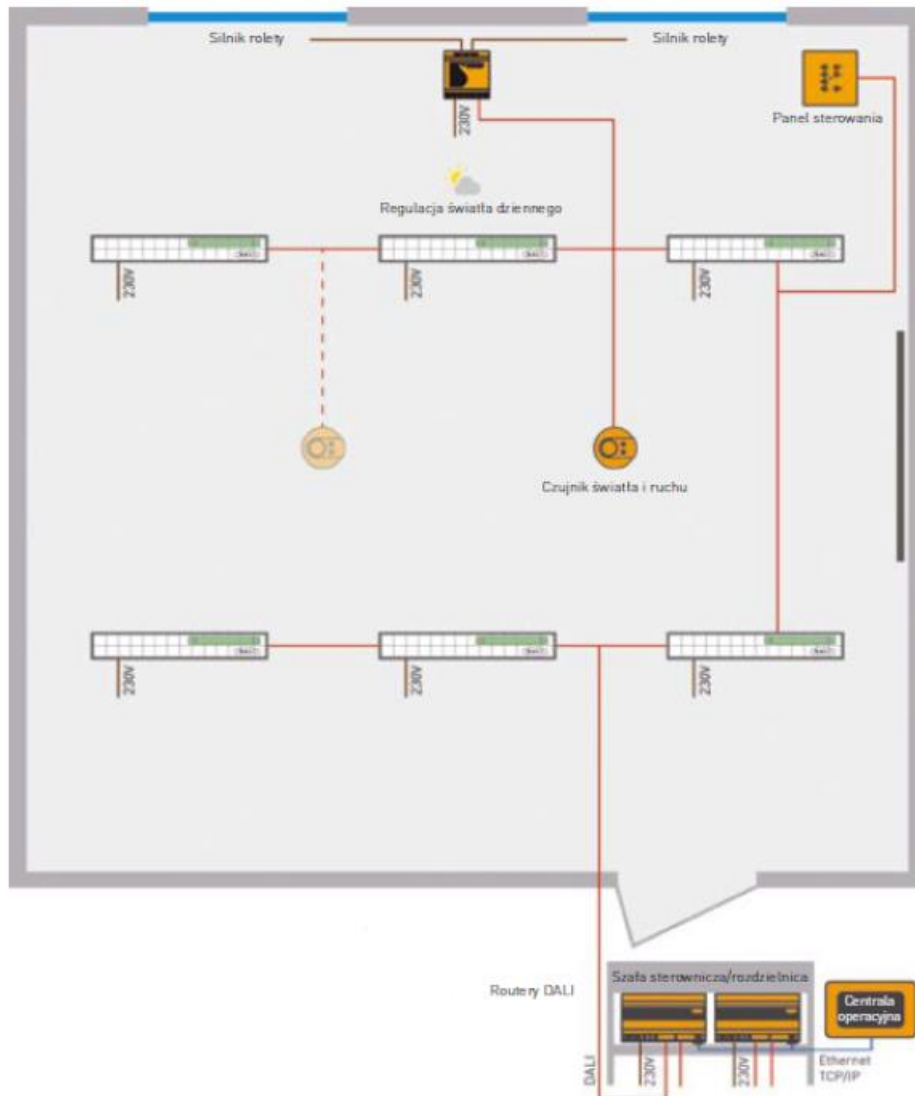 Silnik rolety
Silnik rolety
230V
Panel sterowania
Regulacja światła dziennego
230V
230V
230V
Czujnik światła i ruchu
230V
230V
230V
Routery DALI
Szafa sterownicza/rozdzielnica
Centrala
operacyjna
DALI
230V
230V
Ethernet
TCP/IP